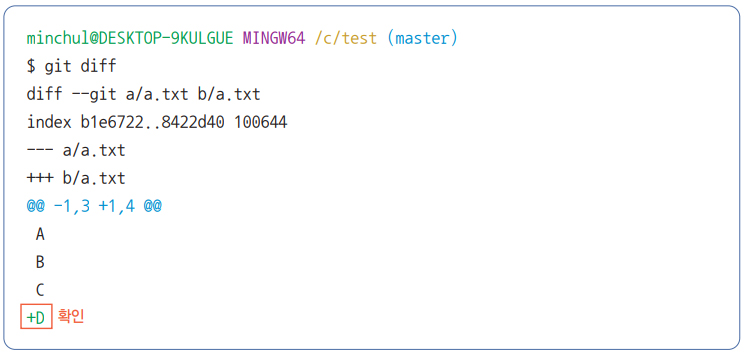 minchul@DESKTOP-9KULGUE MINGW64 /c/test (master)
$ git diff
diff --git a/a.txt b/a.txt
index b1e6722..8422d40 100644
--- a/a.txt
+++ b/a.txt
@@ -1,3 +1,4 @@
 A
 B
 C
+D 확인